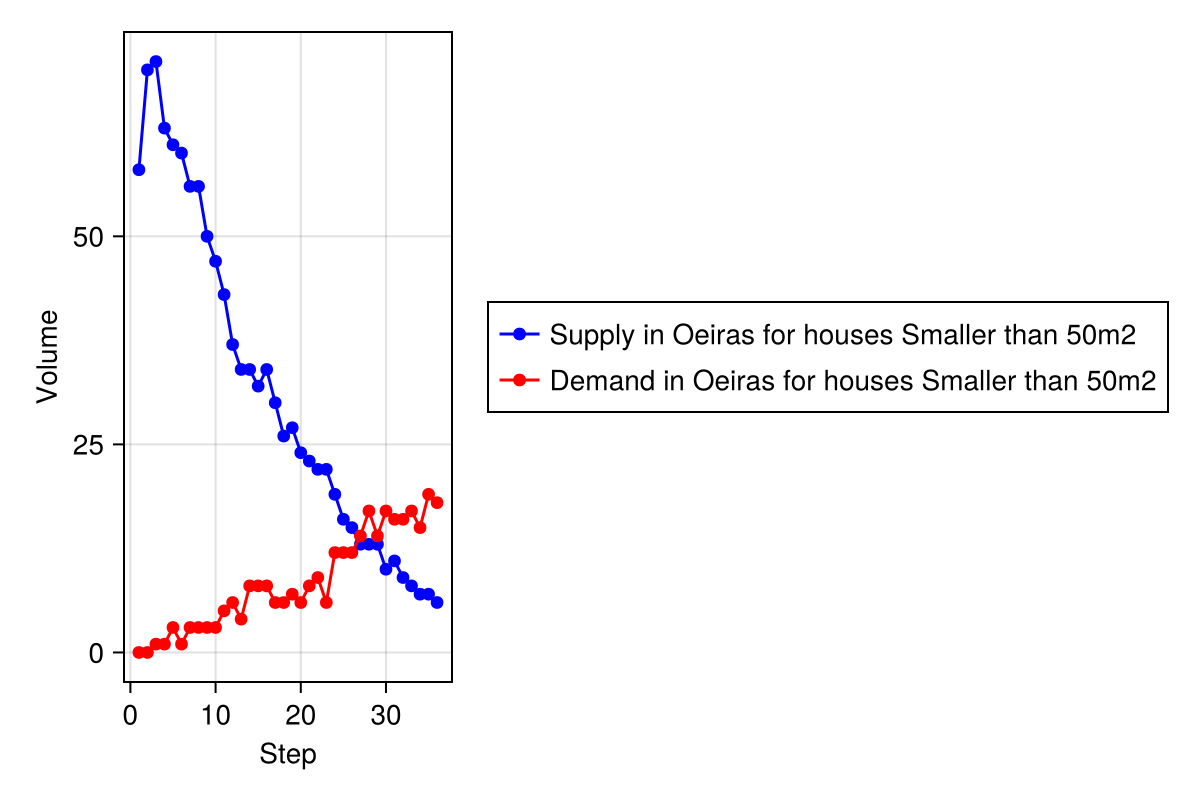 50
25
0
Volume
0 10 20 30
Step
Supply in Oeiras for houses Smaller than 50m2
Demand in Oeiras for houses Smaller than 50m2